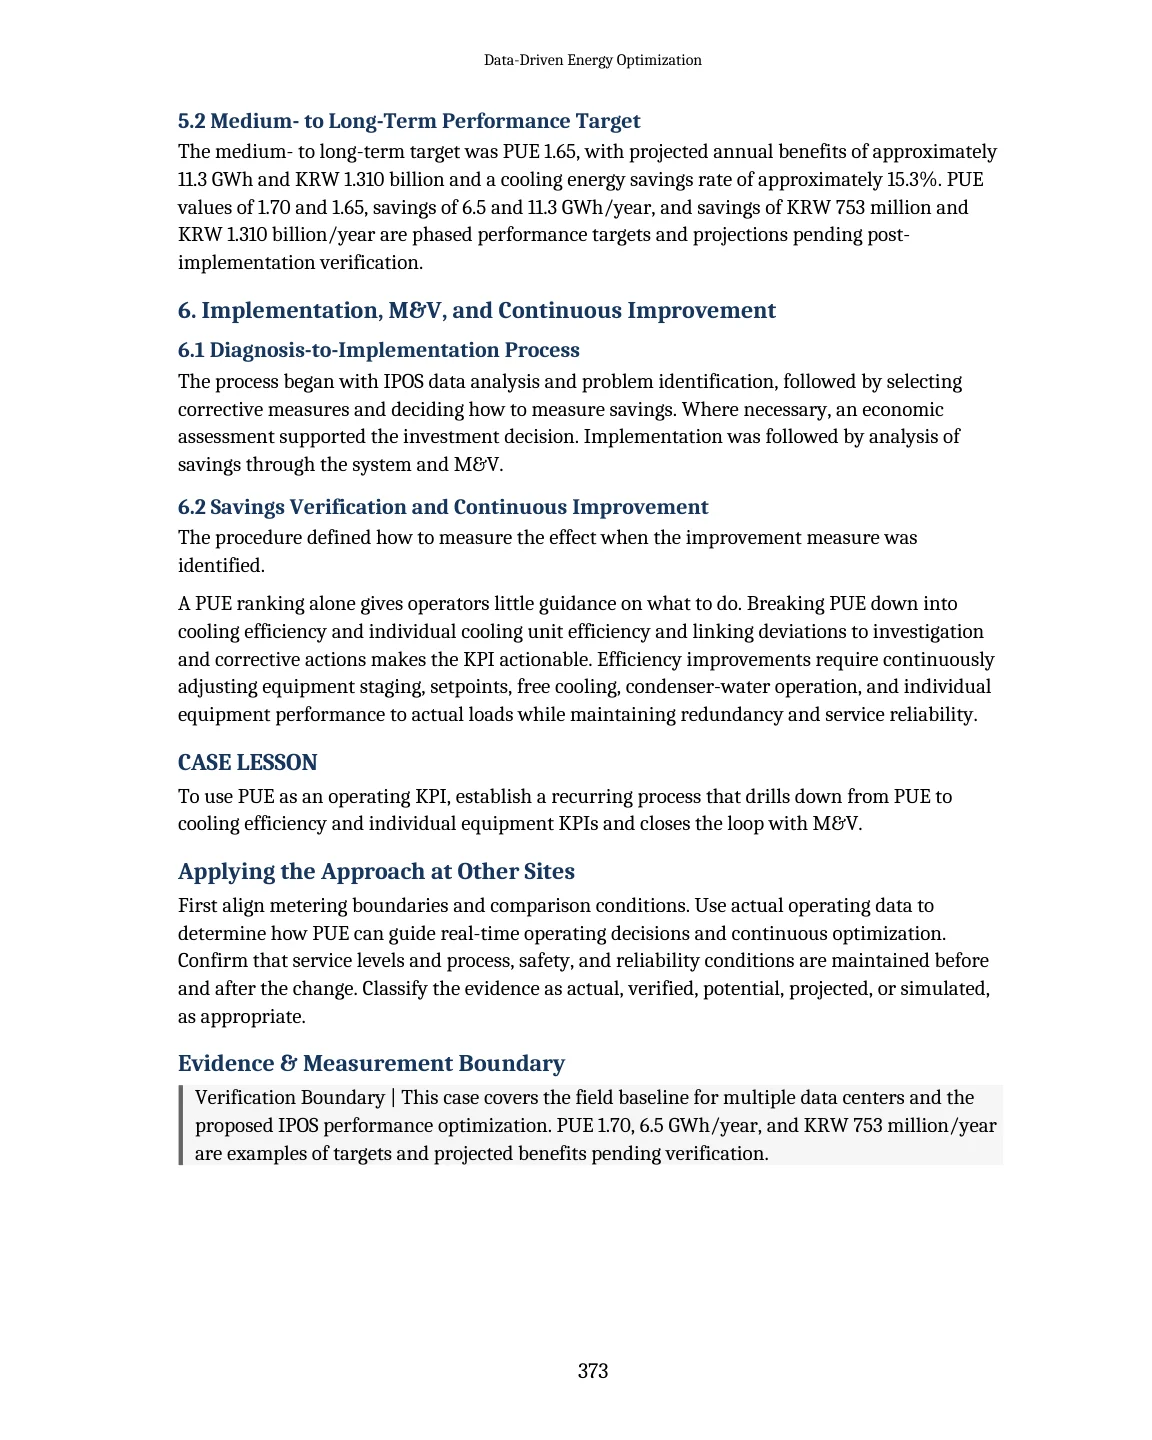 Data-Driven Energy Optimization
5.2 Medium- to Long-Term Performance Target
The medium- to long-term target was PUE 1.65, with projected annual benefits of approximately
11.3 GWh and KRW 1.310 billion and a cooling energy savings rate of approximately 15.3%. PUE
values of 1.70 and 1.65, savings of 6.5 and 11.3 GWh/year, and savings of KRW 753 million and
KRW 1.310 billion/year are phased performance targets and projections pending post-
implementation verification.
6. Implementation, M&V, and Continuous Improvement
6.1 Diagnosis-to-Implementation Process
The process began with IPOS data analysis and problem identification, followed by selecting
corrective measures and deciding how to measure savings. Where necessary, an economic
assessment supported the investment decision. Implementation was followed by analysis of
savings through the system and M&V.
6.2 Savings Verification and Continuous Improvement
The procedure defined how to measure the effect when the improvement measure was
identified.
A PUE ranking alone gives operators little guidance on what to do. Breaking PUE down into
cooling efficiency and individual cooling unit efficiency and linking deviations to investigation
and corrective actions makes the KPI actionable. Efficiency improvements require continuously
adjusting equipment staging, setpoints, free cooling, condenser-water operation, and individual
equipment performance to actual loads while maintaining redundancy and service reliability.
CASE LESSON
To use PUE as an operating KPI, establish a recurring process that drills down from PUE to
cooling efficiency and individual equipment KPIs and closes the loop with M&V.
Applying the Approach at Other Sites
First align metering boundaries and comparison conditions. Use actual operating data to
determine how PUE can guide real-time operating decisions and continuous optimization.
Confirm that service levels and process, safety, and reliability conditions are maintained before
and after the change. Classify the evidence as actual, verified, potential, projected, or simulated,
as appropriate.
Evidence & Measurement Boundary
Verification Boundary | This case covers the field baseline for multiple data centers and the
proposed IPOS performance optimization. PUE 1.70, 6.5 GWh/year, and KRW 753 million/year
are examples of targets and projected benefits pending verification.
373